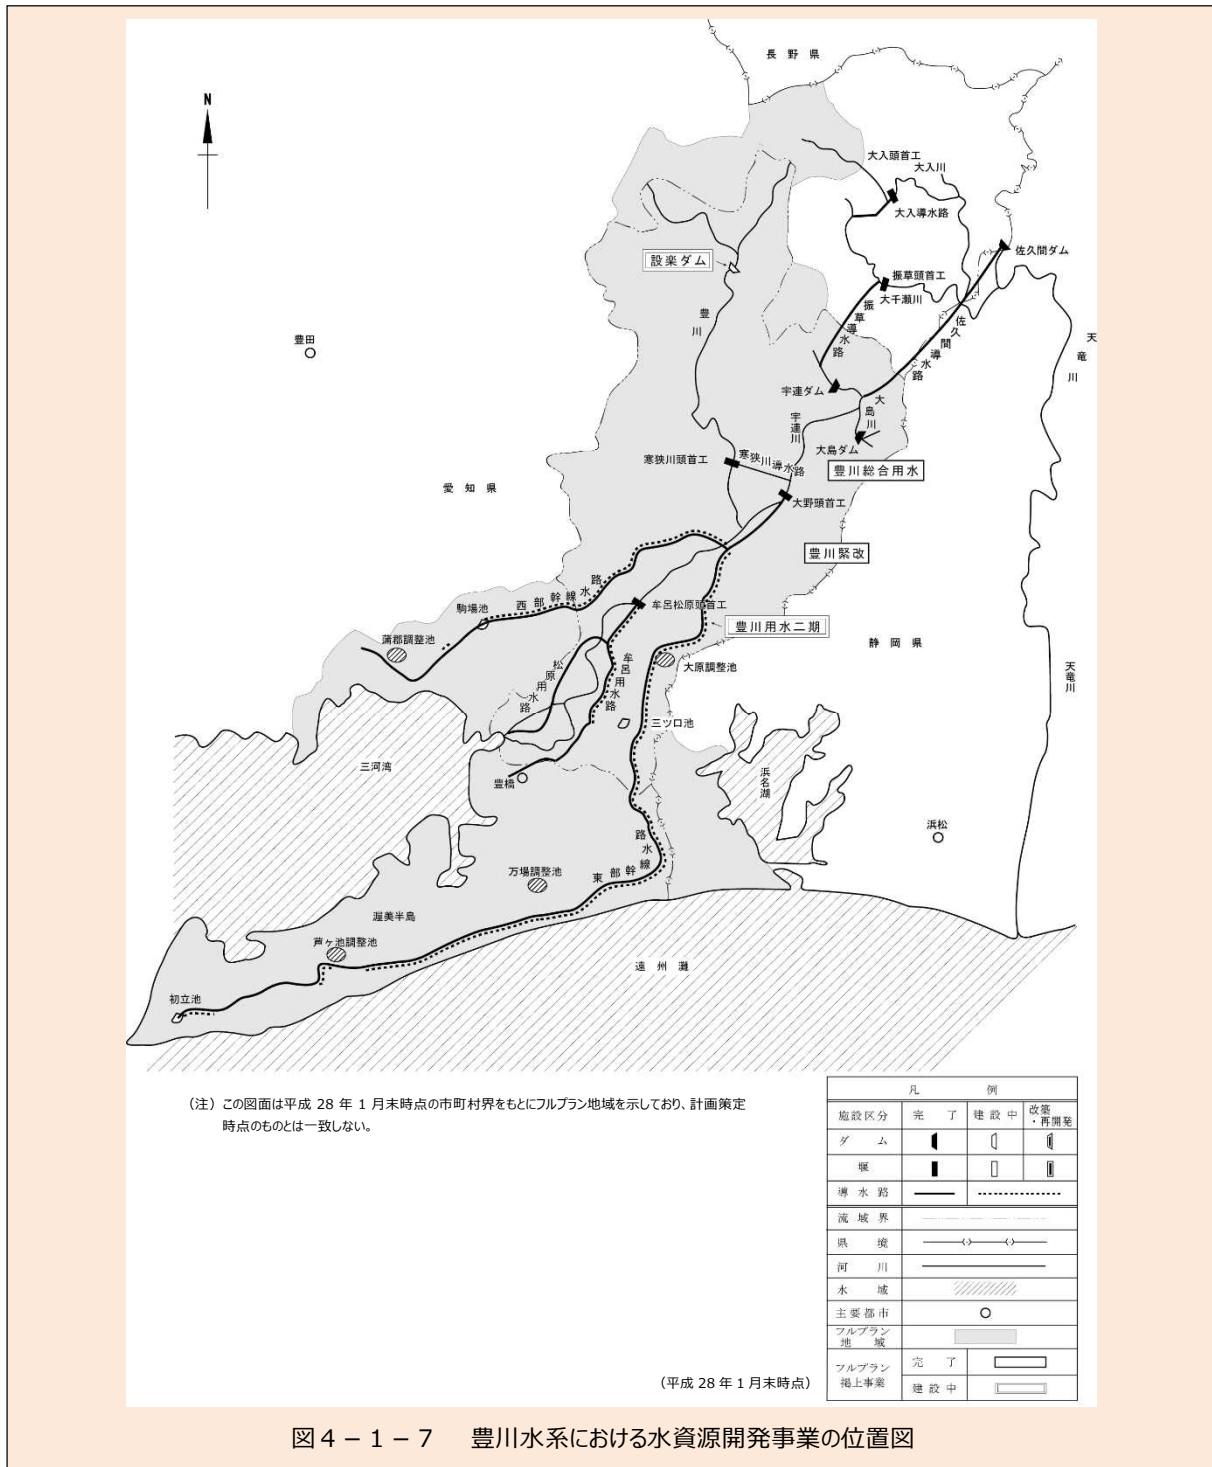 長野県
N
大入頭首工
大入川
大入導水路
佐久間ダム
設楽ダム
振草頭首工
大千瀬川
豊川
振草導水路
佐久間導水路
天竜川
豊田
宇連ダム
大島川
宇連川
大島ダム
寒狭川頭首工
寒狭川導水路
豊川総合用水
愛知県
大野頭首工
豊川緊改
西部幹線水路
駒場池
牟呂松原頭首工
豊川用水二期
蒲郡調整池
静岡県
松原用水路
牟呂用水路
大原調整池
天竜川
三ツ口池
三河湾
浜名湖
豊橋
浜松
東部幹線水路
万場調整池
渥美半島
芦ヶ池調整池
遠州灘
初立池
(注) この図面は平成 28 年 1 月末時点の市町村界をもとにフルプラン地域を示しており、計画策定
時点のものとは一致しない。
凡例
施設区分 完了 建設中 改築・再開発
ダム
堰
導水路
流域界
県境
河川
水域
主要都市
フルプラン地域
フルプラン掲上事業 完了
建設中
(平成 28 年 1 月末時点)
図4-1-7 豊川水系における水資源開発事業の位置図